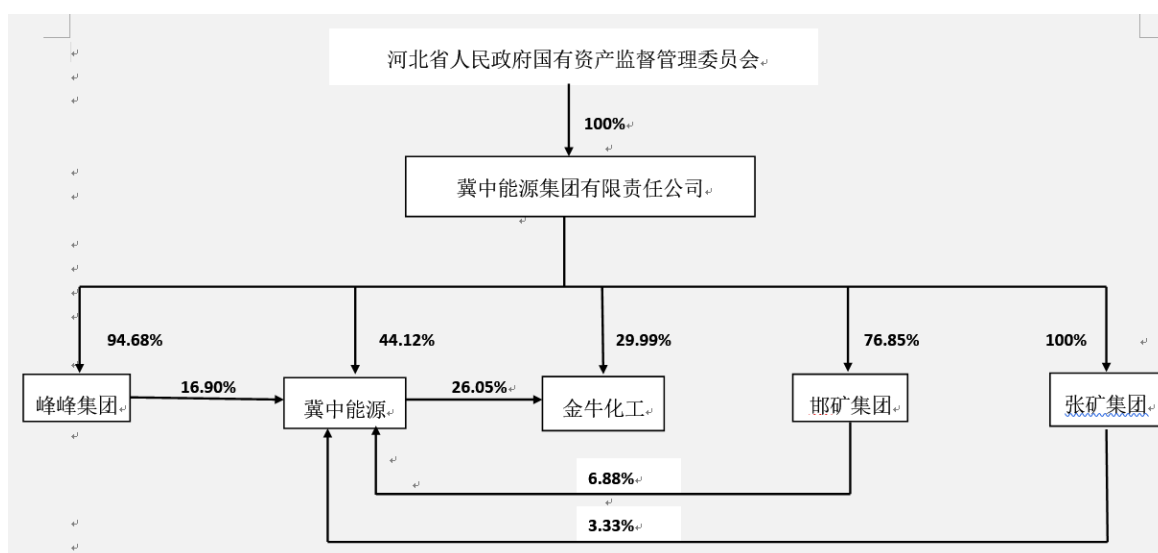 河北省人民政府国有资产监督管理委员会
100%
冀中能源集团有限责任公司
94.68%
44.12%
29.99%
76.85%
100%
峰峰集团
16.90%
冀中能源
26.05%
金牛化工
邯矿集团
张矿集团
6.88%
3.33%